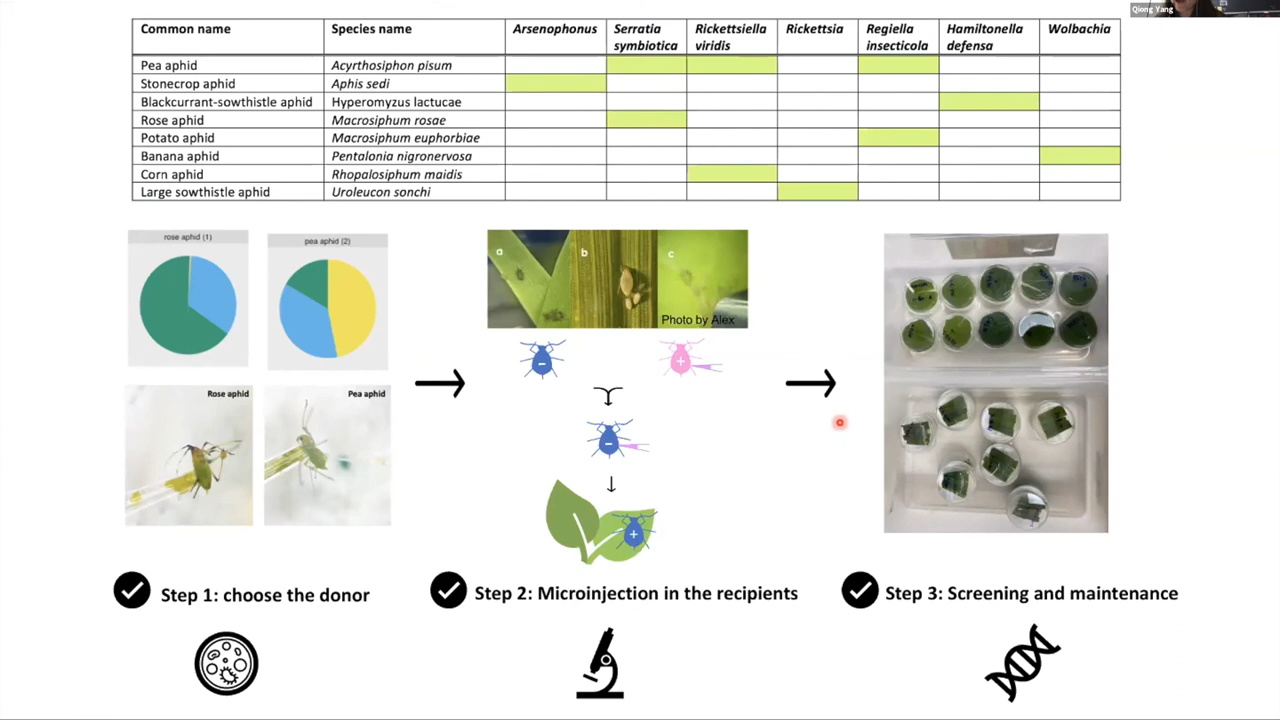 Qiong Yang
Common name Species name Arsenophonus Serratia symbiotica Rickettsiella viridis Rickettsia Regiella insecticola Hamiltonella defensa Wolbachia
Pea aphid Acyrthosiphon pisum
Stonecrop aphid Aphis sedi
Blackcurrant-sowthistle aphid Hyperomyzus lactucae
Rose aphid Macrosiphum rosae
Potato aphid Macrosiphum euphorbiae
Banana aphid Pentalonia nigronervosa
Corn aphid Rhopalosiphum maidis
Large sowthistle aphid Uroleucon sonchi
rose aphid (1)
pea aphid (2)
a b c
Photo by Alex
Rose aphid
Pea aphid
Step 1: choose the donor
Step 2: Microinjection in the recipients
Step 3: Screening and maintenance